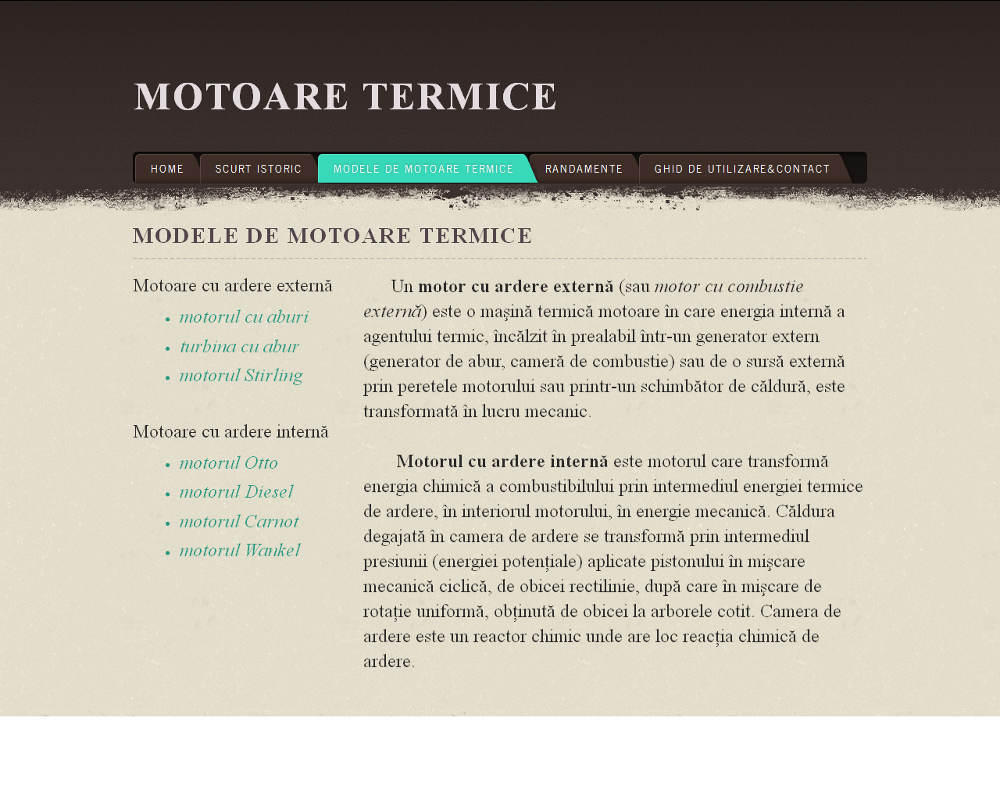 MOTOARE TERMICE
HOME
SCURT ISTORIC
MODELE DE MOTOARE TERMICE
RANDAMENTE
GHID DE UTILIZARE&CONTACT
MODELE DE MOTOARE TERMICE
Motoare cu ardere externă
• motorul cu aburi
• turbina cu abur
• motorul Stirling
Motoare cu ardere internă
• motorul Otto
• motorul Diesel
• motorul Carnot
• motorul Wankel
Un motor cu ardere externă (sau motor cu combustie
externă) este o maşină termică motoare în care energia internă a
agentului termic, încălzit în prealabil într-un generator extern
(generator de abur, cameră de combustie) sau de o sursă externă
prin peretele motorului sau printr-un schimbător de căldură, este
transformată în lucru mecanic.
Motorul cu ardere internă este motorul care transformă
energia chimică a combustibilului prin intermediul energiei termice
de ardere, în interiorul motorului, în energie mecanică. Căldura
degajată în camera de ardere se transformă prin intermediul
presiunii (energiei potențiale) aplicate pistonului în mişcare
mecanică ciclică, de obicei rectilinie, după care în mişcare de
rotație uniformă, obținută de obicei la arborele cotit. Camera de
ardere este un reactor chimic unde are loc reacția chimică de
ardere.